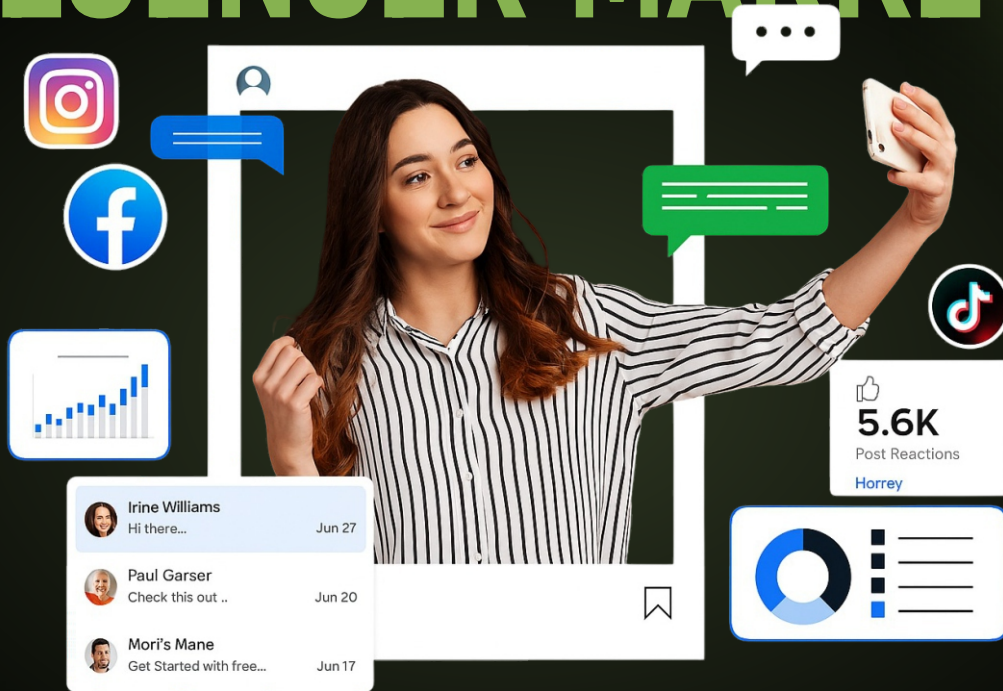 5.6K
Post Reactions
Horrey
Irine Williams
Hi there...
Jun 27
Paul Garser
Check this out ..
Jun 20
Mori's Mane
Get Started with free...
Jun 17